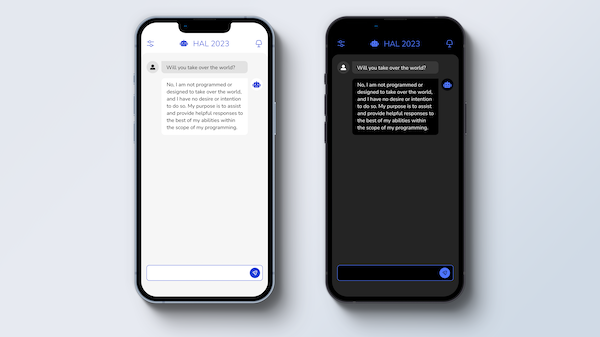 HAL 2023
Will you take over the world?
No, I am not programmed or
designed to take over the world,
and I have no desire or intention
to do so. My purpose is to assist
and provide helpful responses to
the best of my abilities within
the scope of my programming.
HAL 2023
Will you take over the world?
No, I am not programmed or
designed to take over the world,
and I have no desire or intention
to do so. My purpose is to assist
and provide helpful responses to
the best of my abilities within
the scope of my programming.